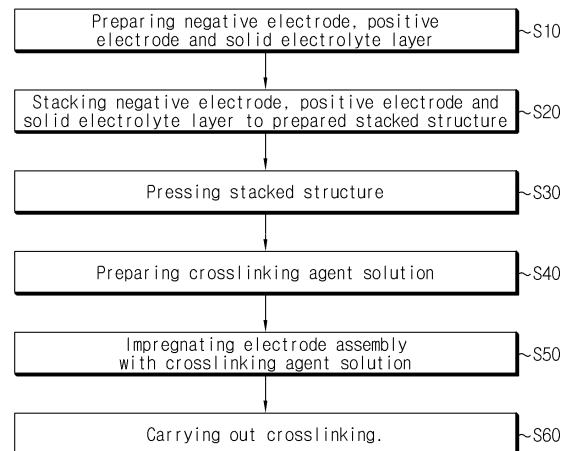 Preparing negative electrode, positive
electrode and solid electrolyte layer
S10
Stacking negative electrode, positive electrode and
solid electrolyte layer to prepared stacked structure
S20
Pressing stacked structure
S30
Preparing crosslinking agent solution
S40
Impregnating electrode assembly
with crosslinking agent solution
S50
Carrying out crosslinking.
S60